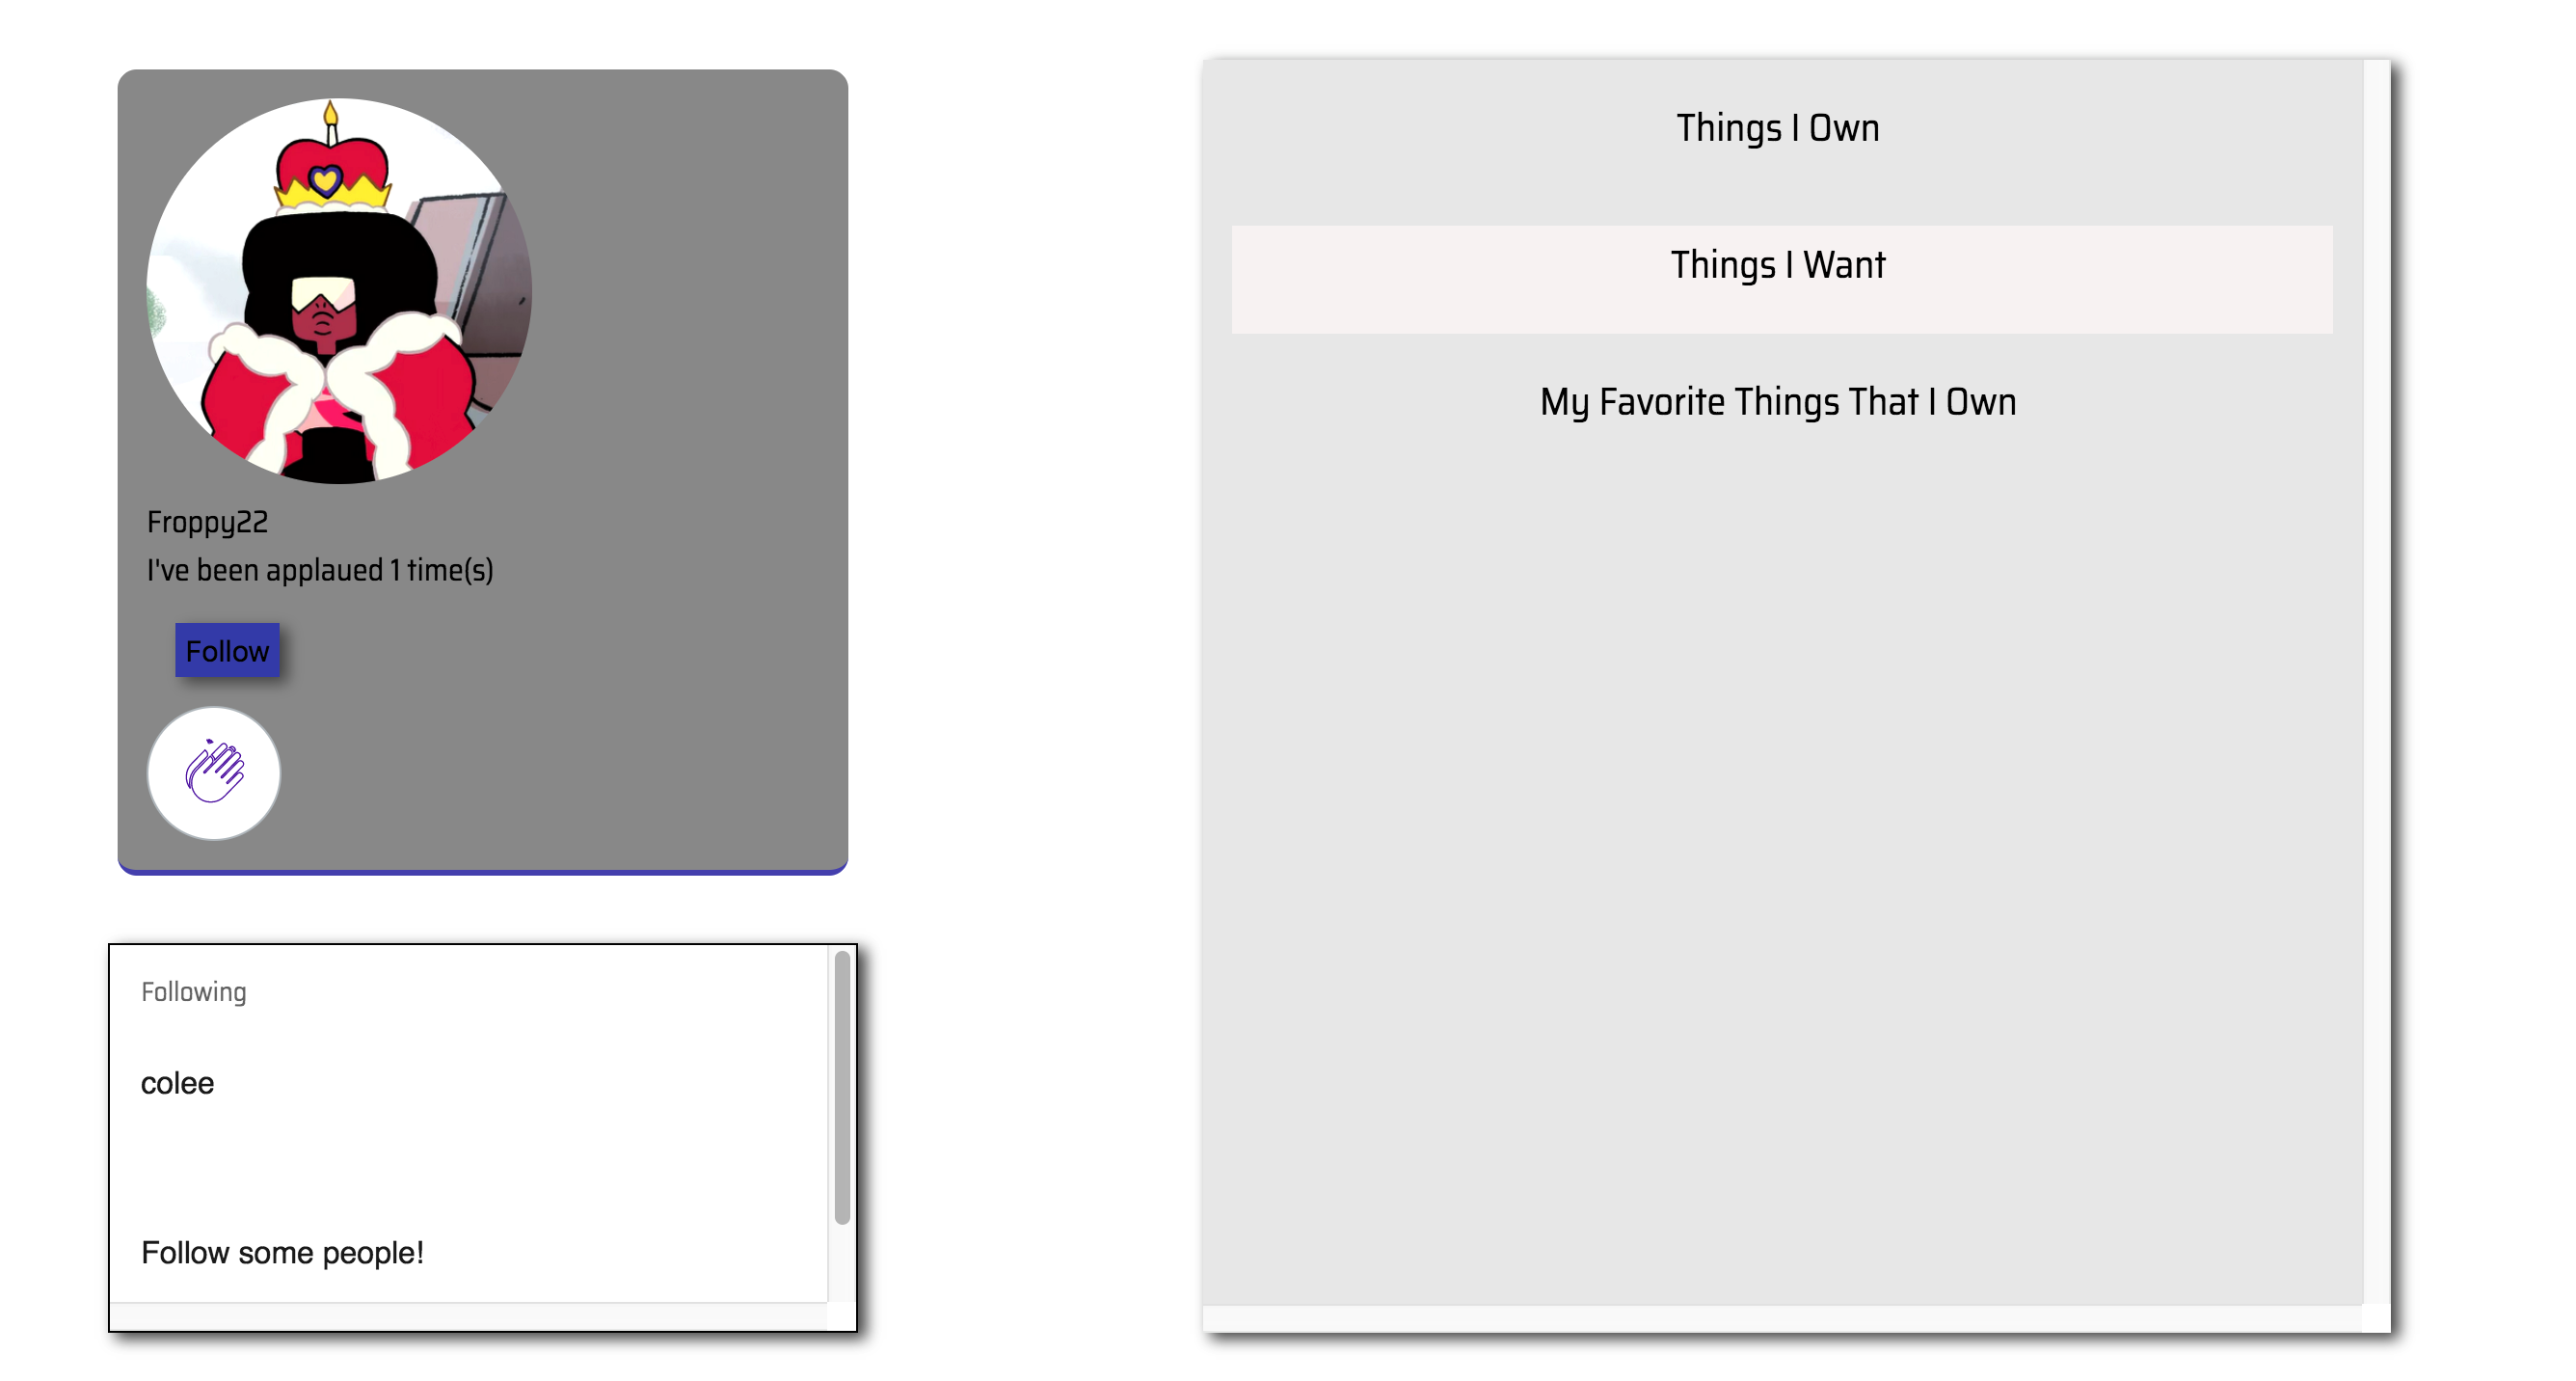 Froppy22
I've been applaued 1 time(s)
Follow
Following
colee
Follow some people!
Things I Own
Things I Want
My Favorite Things That I Own